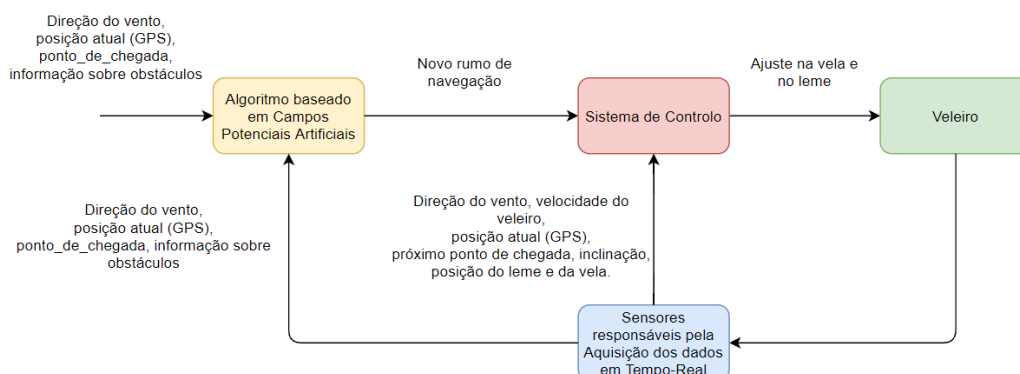 Direção do vento,
posição atual (GPS),
ponto_de_chegada,
informação sobre obstáculos
Algoritmo baseado
em Campos
Potenciais Artificiais
Novo rumo de
navegação
Sistema de Controlo
Ajuste na vela e
no leme
Veleiro
Direção do vento,
posição atual (GPS),
ponto_de_chegada, informação sobre
obstáculos
Direção do vento, velocidade do
veleiro,
posição atual (GPS),
próximo ponto de chegada, inclinação,
posição do leme e da vela.
Sensores
responsáveis pela
Aquisição dos dados
em Tempo-Real